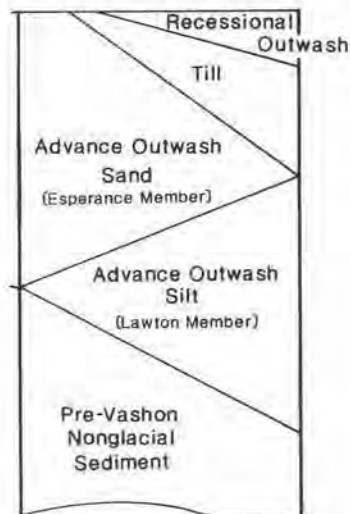 Recessional
Outwash
Till
Advance Outwash
Sand
(Esperance Member)
Advance Outwash
Silt
(Lawton Member)
Pre-Vashon
Nonglacial
Sediment